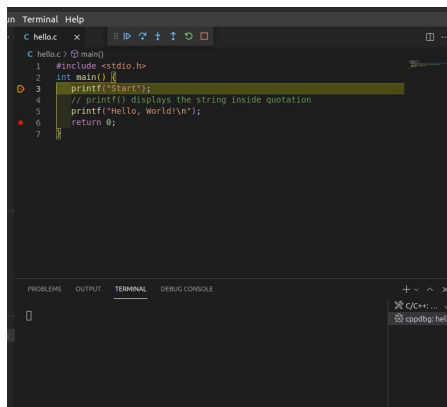 un Terminal Help
C hello.c
C hello.c > main()
1 #include <stdio.h>
2 int main() {
3 printf("Start");
4 // printf() displays the string inside quotation
5 printf("Hello, World!\n");
6 return 0;
7 }
PROBLEMS OUTPUT TERMINAL DEBUG CONSOLE
C/C++: ...
cppdbg: hel